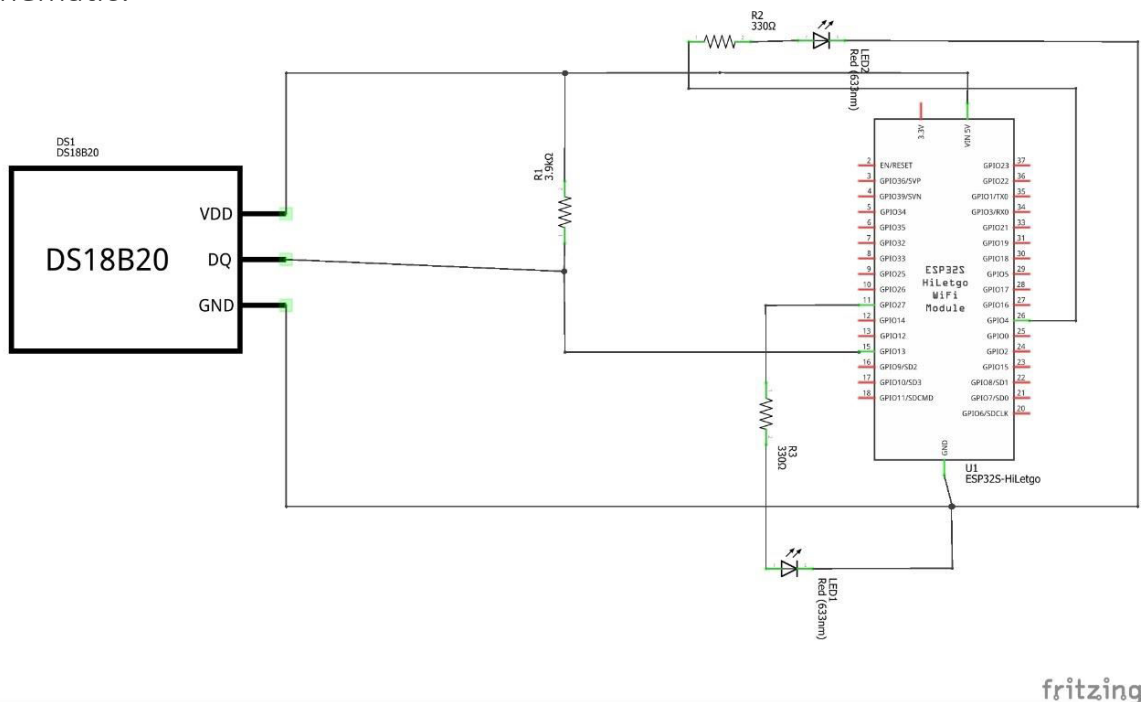 R2
330Ω
LED2
Red (633nm)
DS1
DS18B20
DS18B20
VDD
DQ
GND
R1
3.9kΩ
3.3V
VIN 5V
2 EN/RESET
3 GPIO36/SVP
4 GPIO39/SVN
5 GPIO34
6 GPIO35
7 GPIO32
8 GPIO33
9 GPIO25
10 GPIO26
11 GPIO27
12 GPIO14
13 GPIO12
15 GPIO13
16 GPIO9/SD2
17 GPIO10/SD3
18 GPIO11/SDCMD
ESP32S
HiLetgo
WiFi
Module
GPIO23 37
GPIO22 36
GPIO1/TX0 35
GPIO3/RX0 34
GPIO21 33
GPIO19 31
GPIO18 30
GPIO5 29
GPIO17 28
GPIO16 27
GPIO4 26
GPIO0 25
GPIO2 24
GPIO15 23
GPIO8/SD1 22
GPIO7/SD0 21
GPIO6/SDCLK 20
GND
U1
ESP32S-HiLetgo
R3
330Ω
LED1
Red (633nm)
fritzing